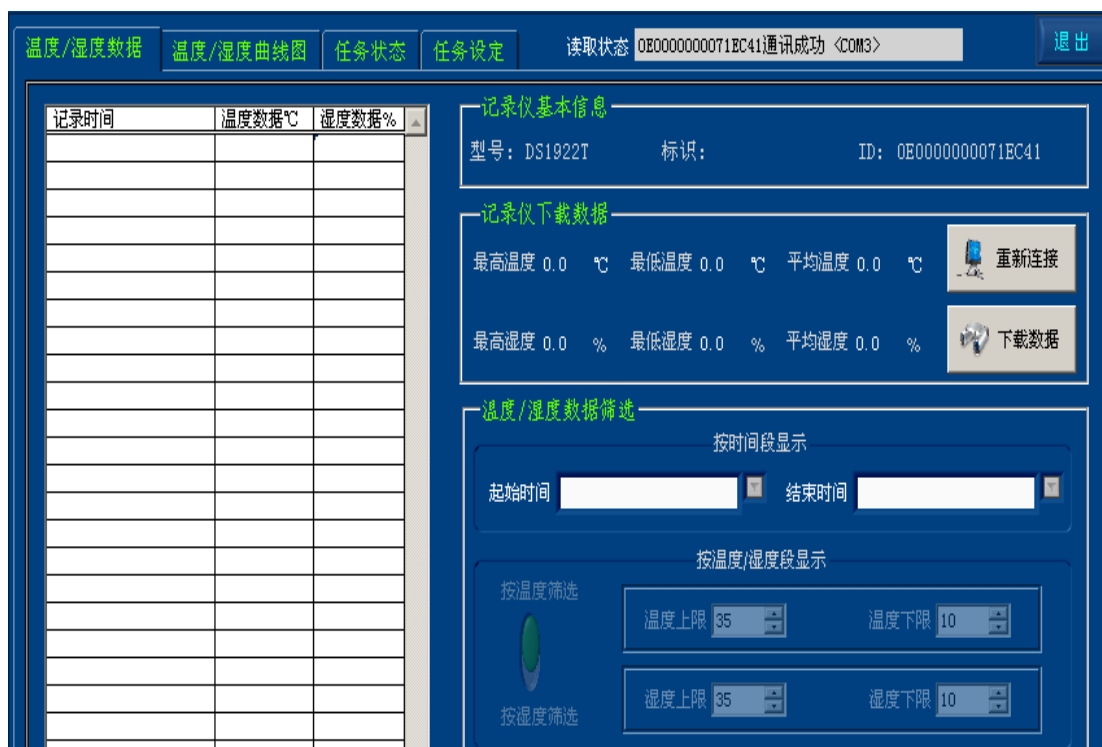 温度/湿度数据 温度/湿度曲线图 任务状态 任务设定 读取状态 0E0000000071EC41通讯成功 <COM3> 退出
记录时间 温度数据℃ 湿度数据%
记录仪基本信息
型号: DS1922T 标识: ID: 0E0000000071EC41
记录仪下载数据
最高温度 0.0 ℃ 最低温度 0.0 ℃ 平均温度 0.0 ℃ 重新连接
最高湿度 0.0 % 最低湿度 0.0 % 平均湿度 0.0 % 下载数据
温度/湿度数据筛选
按时间段显示
起始时间 结束时间
按温度/湿度段显示
按温度筛选
温度上限 35 温度下限 10
湿度上限 35 湿度下限 10
按湿度筛选